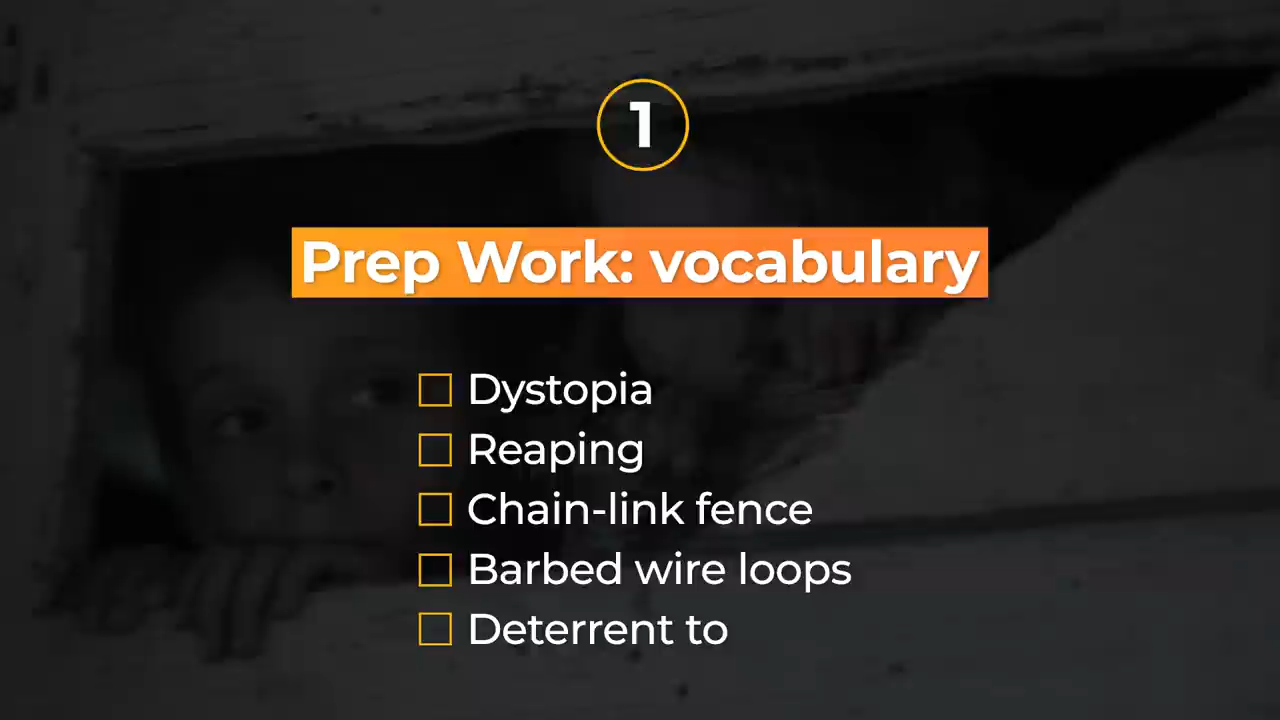 1
Prep Work: vocabulary
Dystopia
Reaping
Chain-link fence
Barbed wire loops
Deterrent to